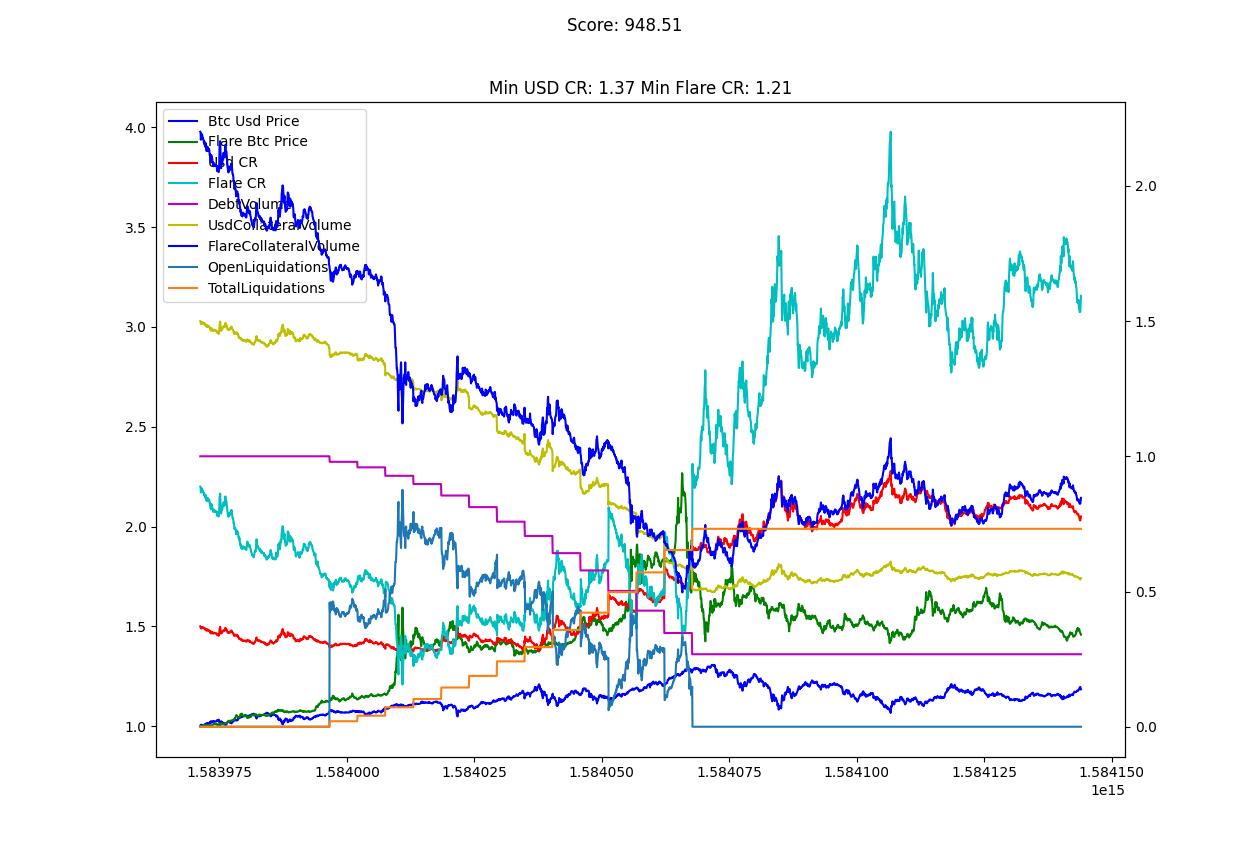 Score: 948.51
Min USD CR: 1.37 Min Flare CR: 1.21
Btc Usd Price
Flare Btc Price
Usd CR
Flare CR
DebtVolume
UsdCollateralVolume
FlareCollateralVolume
OpenLiquidations
TotalLiquidations
4.0
3.5
3.0
2.5
2.0
1.5
1.0
2.0
1.5
1.0
0.5
0.0
1.583975
1.584000
1.584025
1.584050
1.584075
1.584100
1.584125
1.584150
1e15